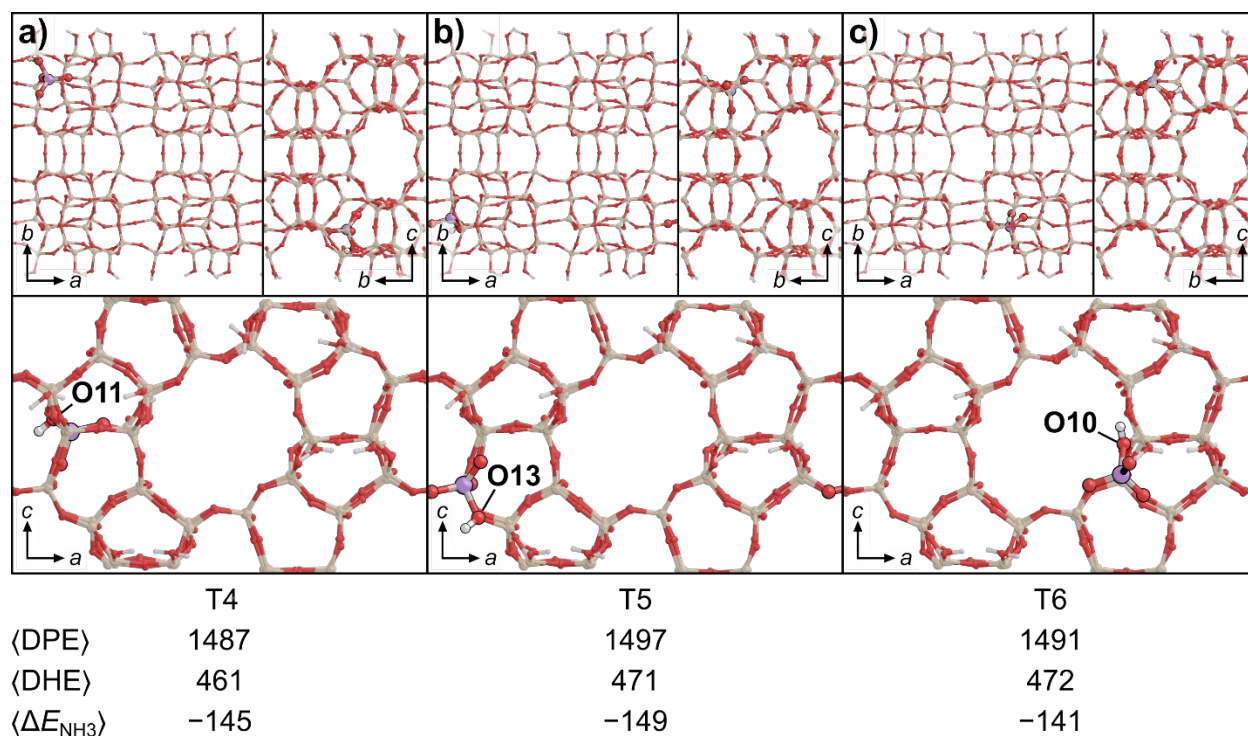 a)
b)
c)
b
a
c
b
b
a
c
b
b
a
c
b
O11
O13
O10
c
a
c
a
c
a
T4 T5 T6
⟨DPE⟩ 1487 1497 1491
⟨DHE⟩ 461 471 472
⟨ΔE_NH3⟩ −145 −149 −141